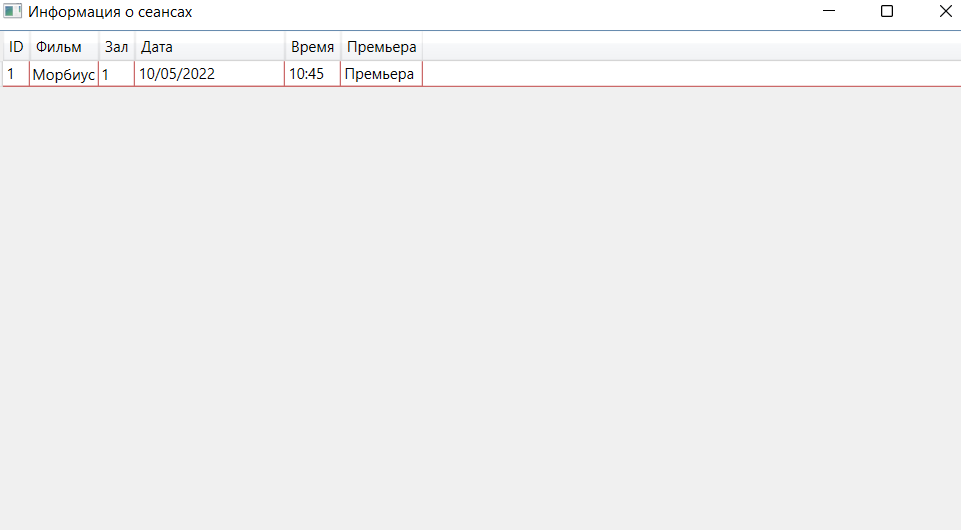 Информация о сеансах
ID Фильм Зал Дата Время Премьера
1 Морбиус 1 10/05/2022 10:45 Премьера